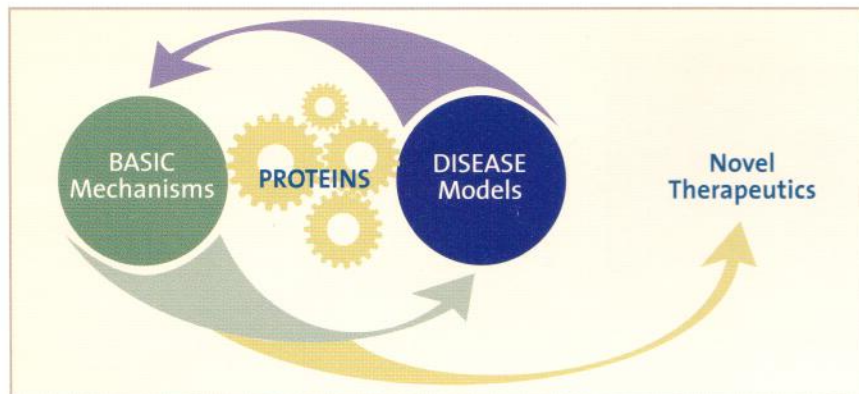 BASIC
Mechanisms
PROTEINS
DISEASE
Models
Novel
Therapeutics